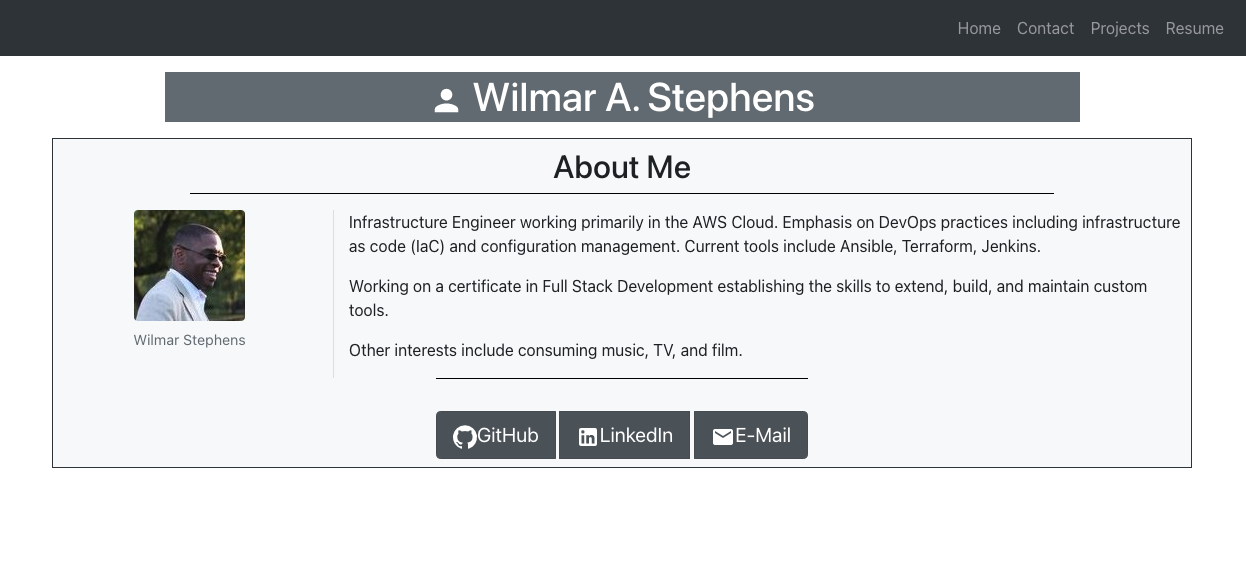 Home Contact Projects Resume
Wilmar A. Stephens
About Me
Infrastructure Engineer working primarily in the AWS Cloud. Emphasis on DevOps practices including infrastructure
as code (IaC) and configuration management. Current tools include Ansible, Terraform, Jenkins.
Working on a certificate in Full Stack Development establishing the skills to extend, build, and maintain custom
tools.
Other interests include consuming music, TV, and film.
Wilmar Stephens
GitHub LinkedIn E-Mail